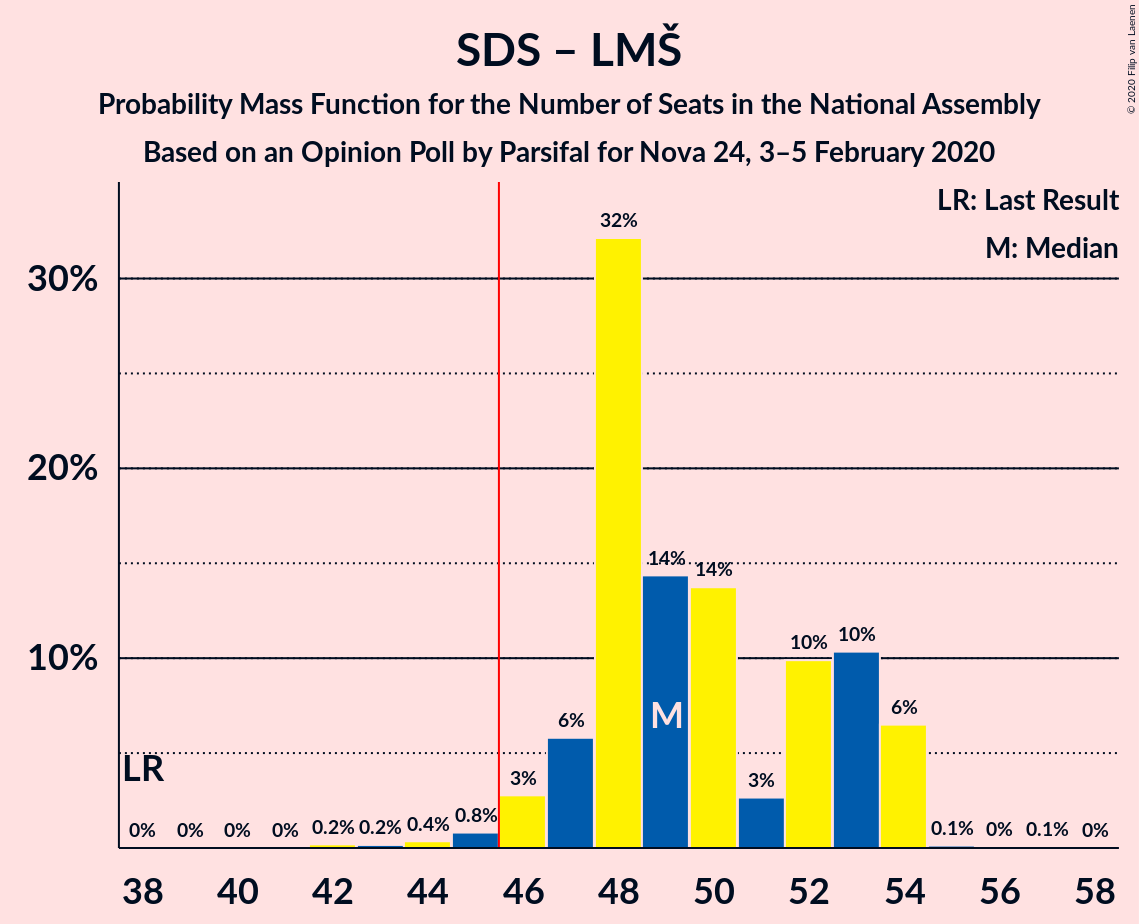 SDS – LMŠ
Probability Mass Function for the Number of Seats in the National Assembly
Based on an Opinion Poll by Parsifal for Nova 24, 3–5 February 2020
© 2020 Filip van Laenen
LR: Last Result
M: Median
30%
20%
10%
32%
14%
14%
10%
10%
6%
6%
3%
3%
M
LR
0%
0%
0%
0%
0.2%
0.2%
0.4%
0.8%
0.1%
0%
0.1%
0%
38 40 42 44 46 48 50 52 54 56 58